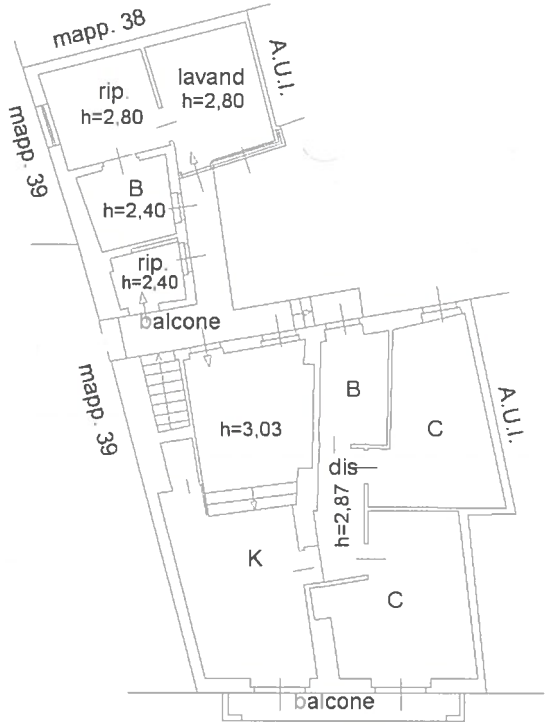 mapp. 38
A.U.I.
lavand
h=2,80
rip.
h=2,80
mapp. 39
B
h=2,40
rip.
h=2,40
balcone
mapp. 39
h=3,03
B
C
A.U.I.
dis
h=2,87
K
C
balcone